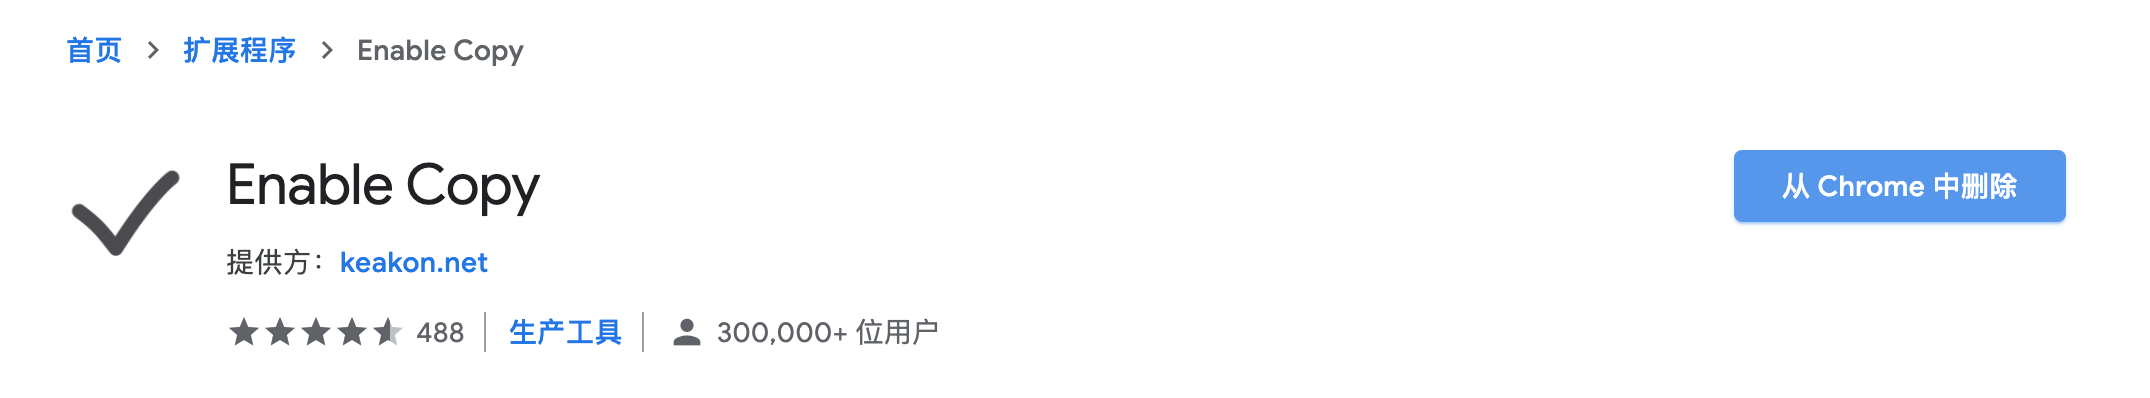 首页 > 扩展程序 > Enable Copy
Enable Copy
从 Chrome 中删除
提供方：keakon.net
488 生产工具 300,000+ 位用户